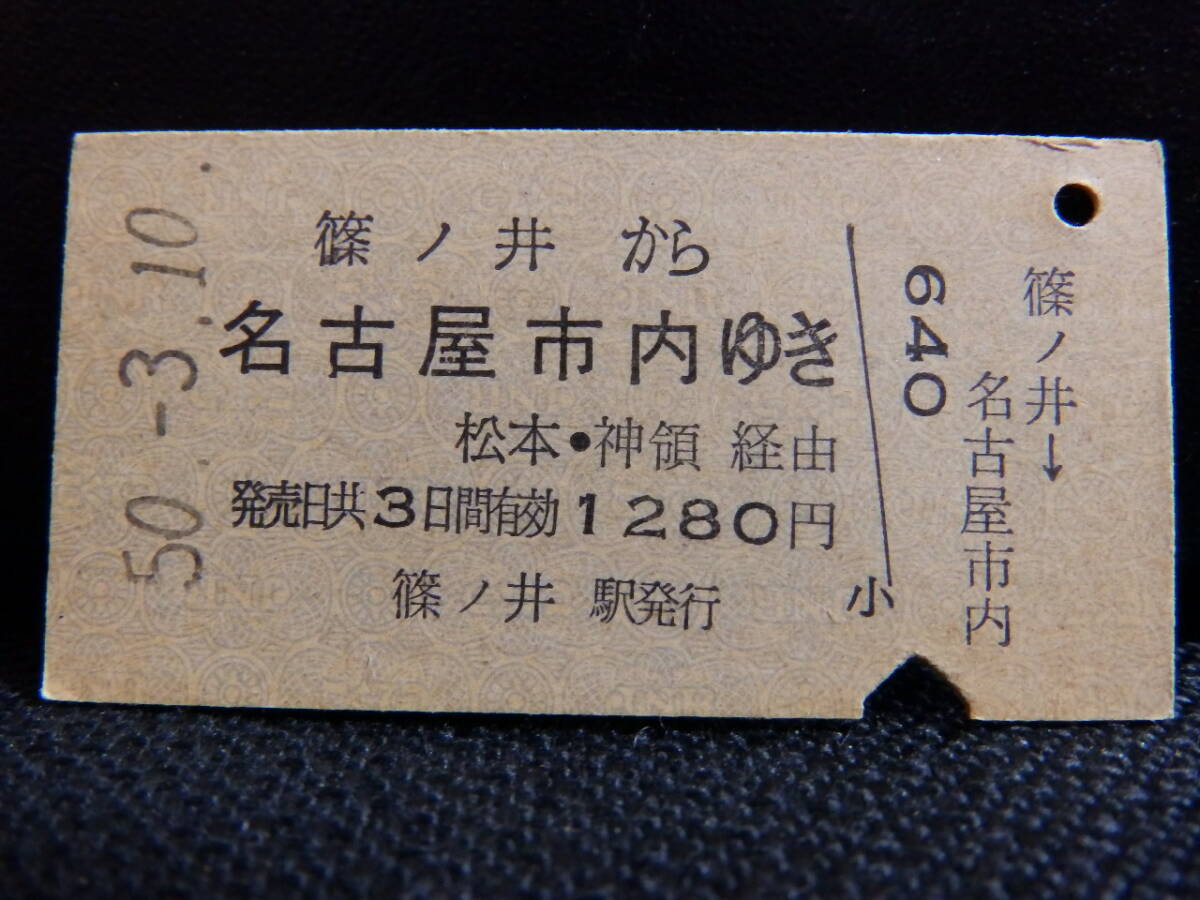 50.-3.10.
篠ノ井から
名古屋市内ゆき
松本・神領 経由
発売日共3日間有効 1280円
篠ノ井 駅発行
小
640
篠ノ井→
名古屋市内